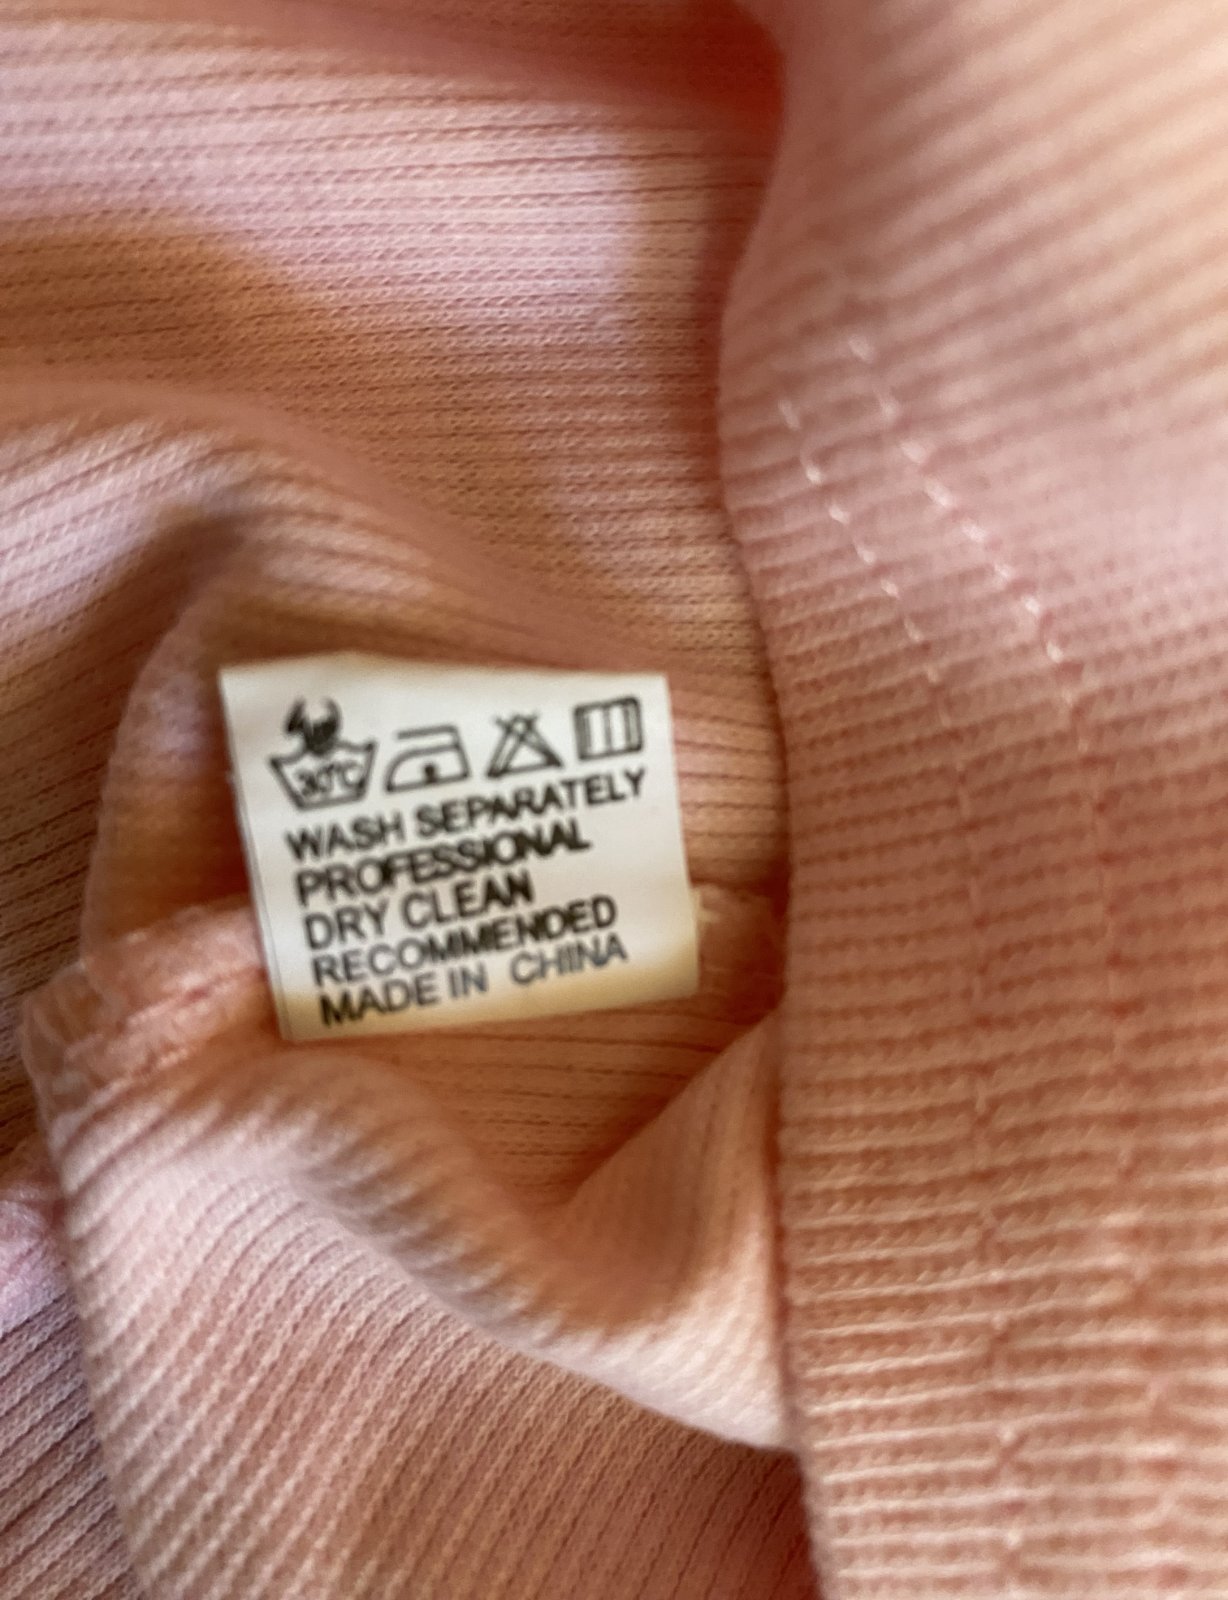 30°C
WASH SEPARATELY
PROFESSIONAL
DRY CLEAN
RECOMMENDED
MADE IN CHINA